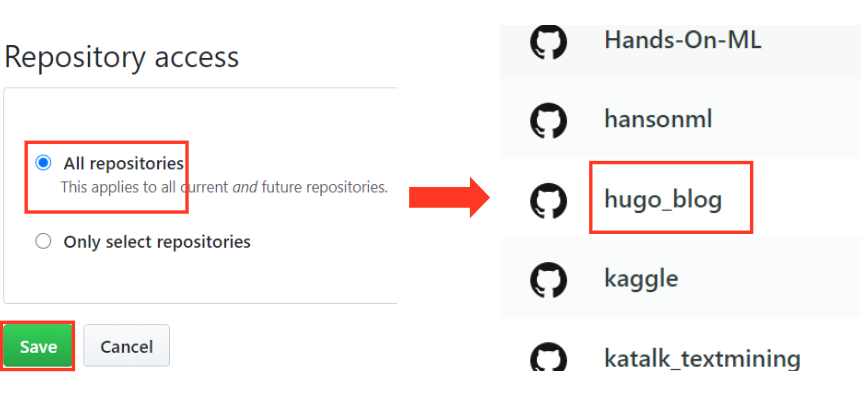 Repository access
All repositories
This applies to all current and future repositories.
Only select repositories
Save
Cancel
Hands-On-ML
hansonml
hugo_blog
kaggle
katalk_textmining